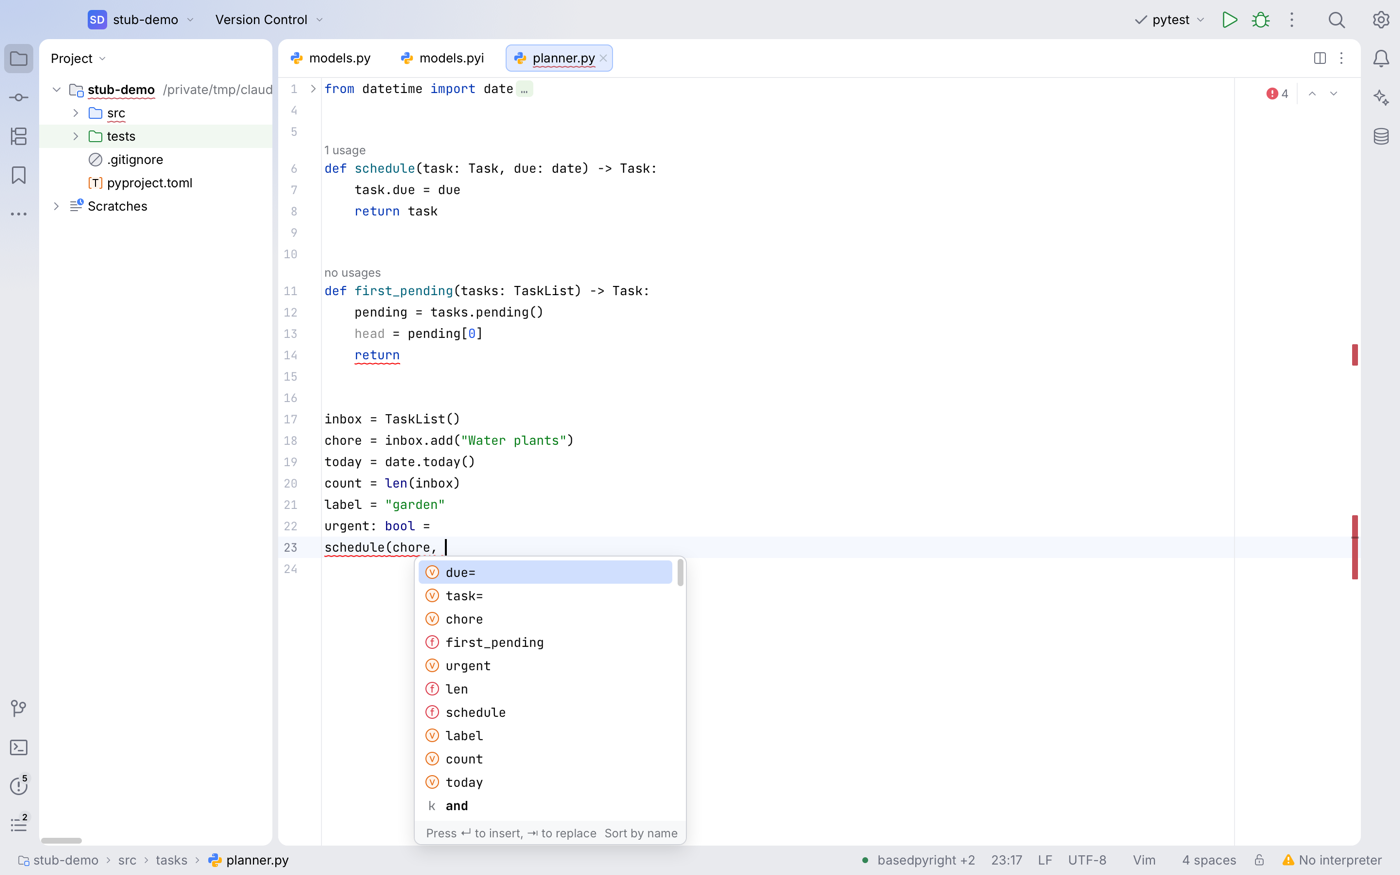 SD stub-demo Version Control pytest
Project
models.py models.pyi planner.py
stub-demo /private/tmp/claud
src
tests
.gitignore
[T] pyproject.toml
Scratches
4
1 from datetime import date ...
4
5
1 usage
6 def schedule(task: Task, due: date) -> Task:
7 task.due = due
8 return task
9
10
no usages
11 def first_pending(tasks: TaskList) -> Task:
12 pending = tasks.pending()
13 head = pending[0]
14 return
15
16
17 inbox = TaskList()
18 chore = inbox.add("Water plants")
19 today = date.today()
20 count = len(inbox)
21 label = "garden"
22 urgent: bool =
23 schedule(chore,
24
v due=
v task=
v chore
f first_pending
v urgent
f len
f schedule
v label
v count
v today
k and
Press ↵ to insert, ⇥ to replace Sort by name
5
2
stub-demo › src › tasks › planner.py basedpyright +2 23:17 LF UTF-8 Vim 4 spaces No interpreter